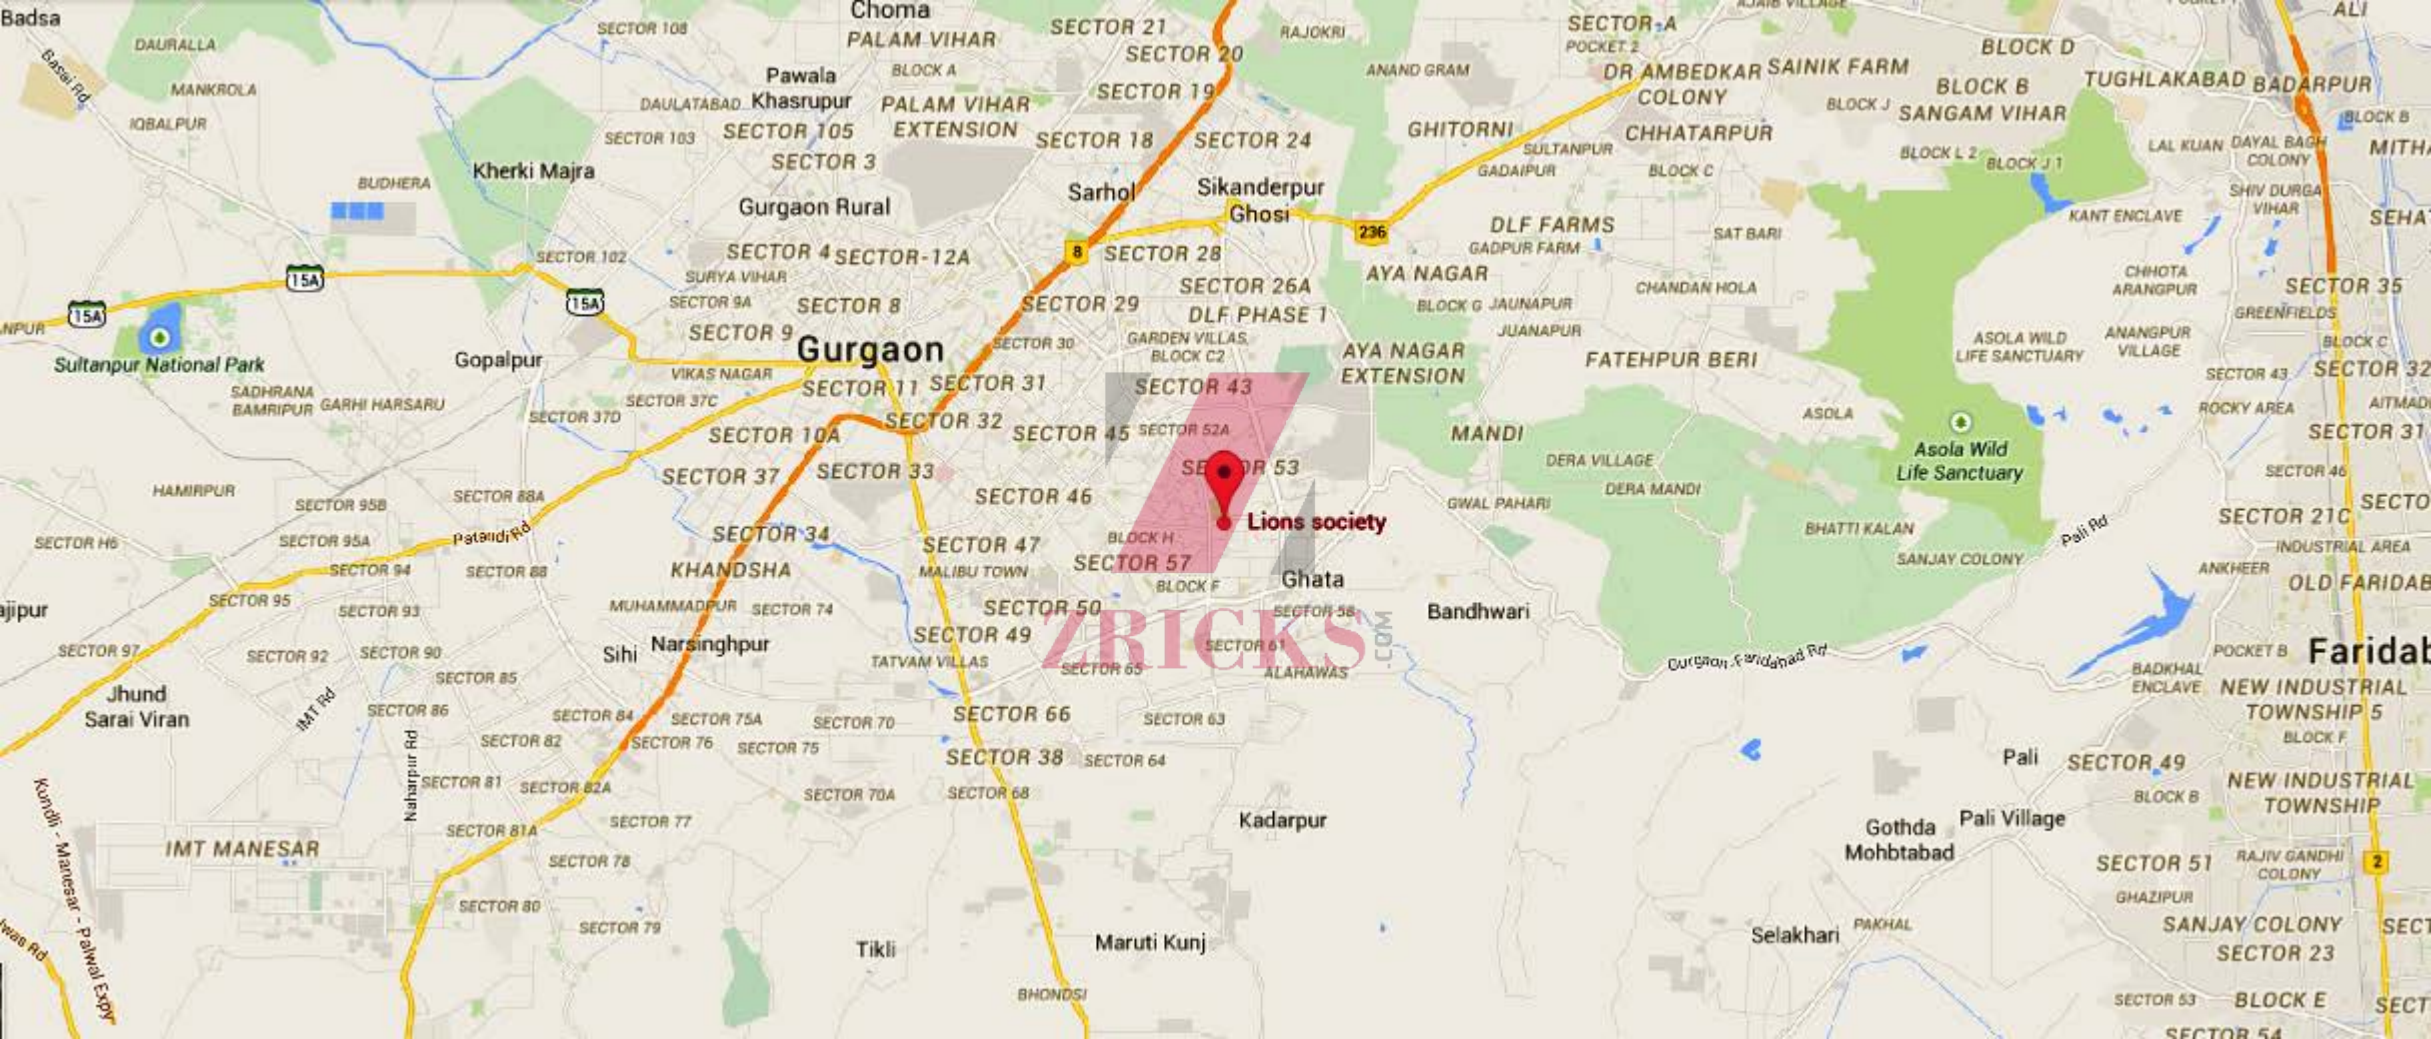 Badsa
DAURALLA
Basai Rd
MANKROLA
IQBALPUR
BUDHERA
Kherki Majra
SECTOR 108
Choma
PALAM VIHAR
BLOCK A
Pawala
Khasrupur
DAULATABAD
PALAM VIHAR
EXTENSION
SECTOR 103
SECTOR 105
SECTOR 3
Gurgaon Rural
SECTOR 21
SECTOR 20
SECTOR 19
SECTOR 18
SECTOR 24
RAJOKRI
ANAND GRAM
Sarhol
Sikanderpur
Ghosi
SECTOR-A
POCKET 2
AJAIB VILLAGE
DR AMBEDKAR
COLONY
SAINIK FARM
BLOCK D
BLOCK B
SANGAM VIHAR
BLOCK J
TUGHLAKABAD
BADARPUR
ALI
BLOCK B
GHITORNI
SULTANPUR
GADAIPUR
CHHATARPUR
BLOCK C
BLOCK L 2
BLOCK J 1
LAL KUAN
DAYAL BAGH
COLONY
MITHA
SHIV DURGA
VIHAR
KANT ENCLAVE
SEHAT
SECTOR 102
SECTOR 4
SECTOR-12A
SURYA VIHAR
SECTOR 9A
SECTOR 8
SECTOR 9
8
SECTOR 28
236
DLF FARMS
GADPUR FARM
SAT BARI
AYA NAGAR
SECTOR 26A
SECTOR 29
DLF PHASE 1
BLOCK G
JAUNAPUR
JUANAPUR
CHANDAN HOLA
CHHOTA
ARANGPUR
SECTOR 35
GREENFIELDS
15A
15A
15A
NPUR
Sultanpur National Park
Gopalpur
Gurgaon
SECTOR 30
GARDEN VILLAS,
BLOCK C2
AYA NAGAR
EXTENSION
FATEHPUR BERI
ASOLA WILD
LIFE SANCTUARY
ANANGPUR
VILLAGE
BLOCK C
SECTOR 43
SECTOR 32
SADHRANA
BAMRIPUR
GARHI HARSARU
VIKAS NAGAR
SECTOR 11
SECTOR 31
SECTOR 43
SECTOR 37C
SECTOR 37D
SECTOR 32
SECTOR 10A
SECTOR 45
SECTOR 52A
MANDI
ASOLA
ROCKY AREA
AITMAD
SECTOR 31
Asola Wild
Life Sanctuary
SECTOR 37
SECTOR 33
SECTOR 53
DERA VILLAGE
DERA MANDI
SECTOR 46
HAMIRPUR
SECTOR 95B
SECTOR 88A
SECTOR 46
GWAL PAHARI
SECTO
SECTOR 21C
Lions society
Pataudi Rd
SECTOR 34
BHATTI KALAN
Pali Rd
SECTOR H6
SECTOR 95A
SECTOR 47
BLOCK H
SECTOR 57
SANJAY COLONY
INDUSTRIAL AREA
ANKHEER
OLD FARIDAB
SECTOR 94
SECTOR 88
KHANDSHA
MALIBU TOWN
BLOCK F
Ghata
SECTOR 95
SECTOR 93
MUHAMMADPUR
SECTOR 74
SECTOR 50
SECTOR 58
Bandhwari
ajipur
SECTOR 97
SECTOR 92
SECTOR 90
Sihi
Narsinghpur
SECTOR 49
ZRICKS
.COM
SECTOR 61
Gurgaon-Faridabad Rd
POCKET B
Faridab
TATVAM VILLAS
SECTOR 65
ALAHAWAS
BADKHAL
ENCLAVE
NEW INDUSTRIAL
TOWNSHIP 5
BLOCK F
Jhund
Sarai Viran
IMT Rd
SECTOR 85
SECTOR 86
SECTOR 84
SECTOR 75A
SECTOR 70
SECTOR 66
SECTOR 63
SECTOR 82
SECTOR 76
SECTOR 75
SECTOR 38
SECTOR 64
Pali
SECTOR 49
NEW INDUSTRIAL
TOWNSHIP
BLOCK B
Naharpur Rd
SECTOR 81
SECTOR 82A
SECTOR 70A
SECTOR 68
Kundli - Manesar - Palwal Expy
SECTOR 81A
SECTOR 77
Kadarpur
Gothda
Mohbtabad
Pali Village
IMT MANESAR
SECTOR 78
SECTOR 51
RAJIV GANDHI
COLONY
2
GHAZIPUR
SECTOR 80
SECTOR 79
Tikli
Maruti Kunj
Selakhari
PAKHAL
SANJAY COLONY
SECT
SECTOR 23
BHONDSI
SECTOR 53
BLOCK E
SECT
SECTOR 54